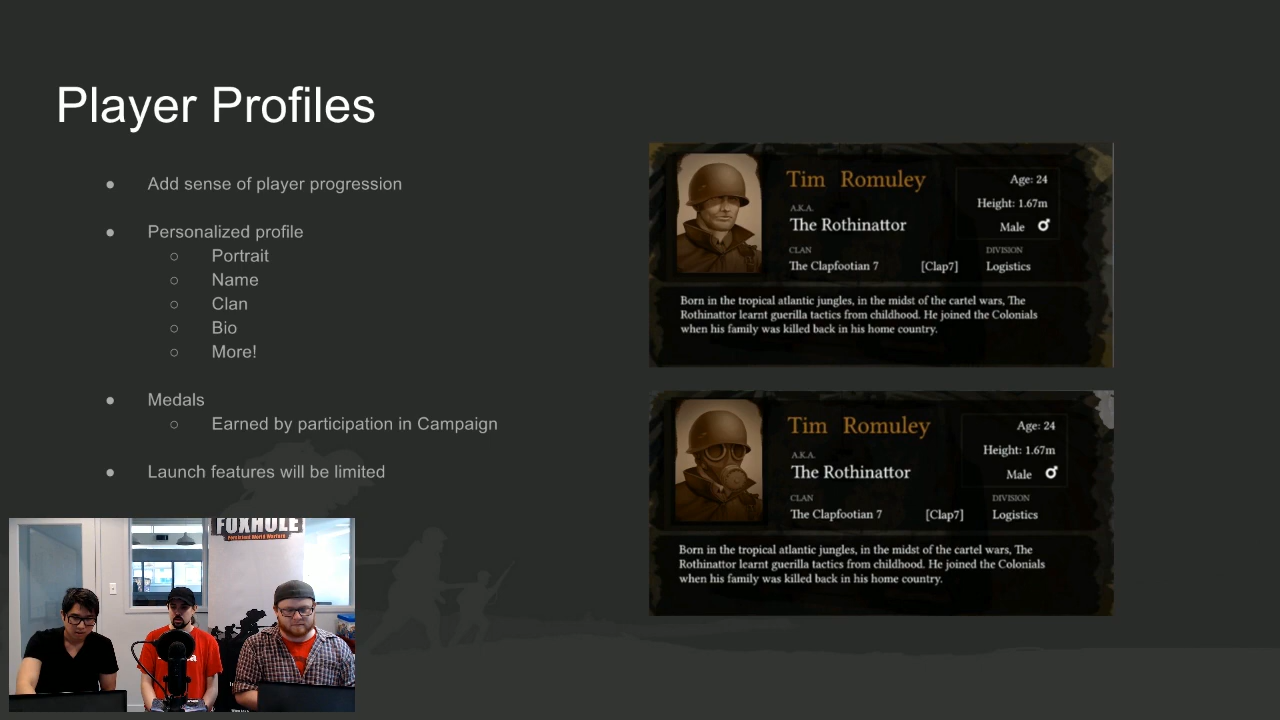 Player Profiles
● Add sense of player progression
● Personalized profile
○ Portrait
○ Name
○ Clan
○ Bio
○ More!
● Medals
○ Earned by participation in Campaign
● Launch features will be limited
Tim Romuley
A.K.A.
The Rothinattor
CLAN
The Clapfootian 7 [Clap7]
Age: 24
Height: 1.67m
Male ♂
DIVISION
Logistics
Born in the tropical atlantic jungles, in the midst of the cartel wars, The
Rothinattor learnt guerilla tactics from childhood. He joined the Colonials
when his family was killed back in his home country.
Tim Romuley
A.K.A.
The Rothinattor
CLAN
The Clapfootian 7 [Clap7]
Age: 24
Height: 1.67m
Male ♂
DIVISION
Logistics
Born in the tropical atlantic jungles, in the midst of the cartel wars, The
Rothinattor learnt guerilla tactics from childhood. He joined the Colonials
when his family was killed back in his home country.
FOXHOLE
Persistent World Warfare